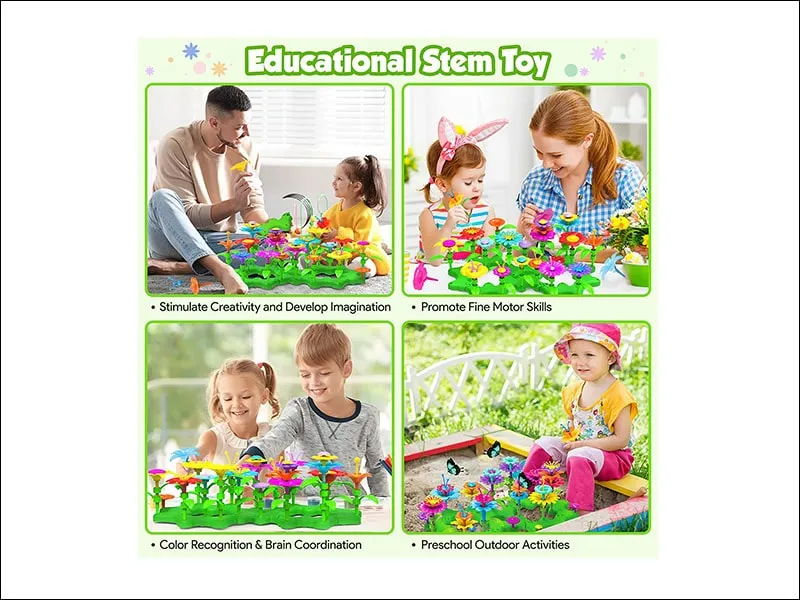 Educational Stem Toy
• Stimulate Creativity and Develop Imagination
• Promote Fine Motor Skills
• Color Recognition & Brain Coordination
• Preschool Outdoor Activities